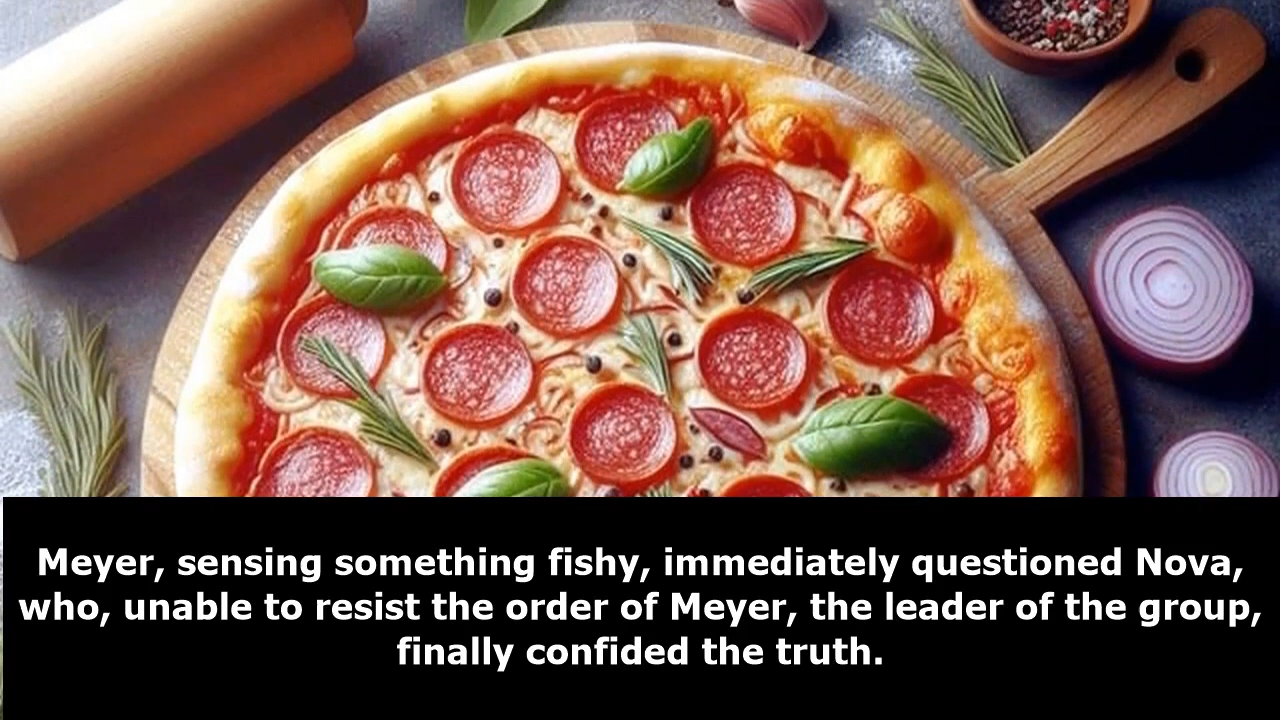 Meyer, sensing something fishy, immediately questioned Nova,
who, unable to resist the order of Meyer, the leader of the group,
finally confided the truth.